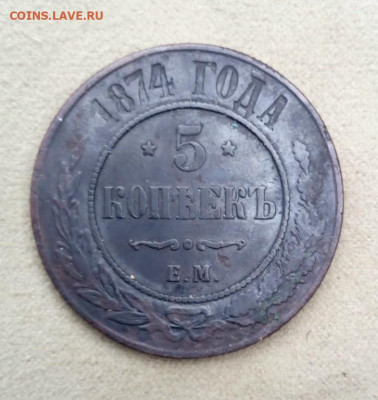 COINS.LAVE.RU
1874 ГОДА
5
КОПѢЕКЪ
Е.М.